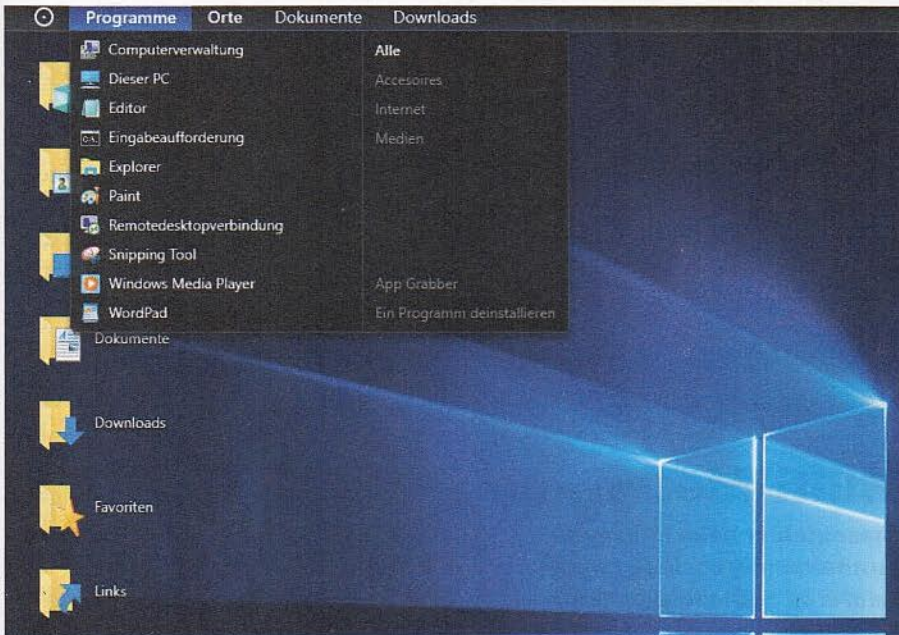 Programme Orte Dokumente Downloads
Computerverwaltung
Dieser PC
Editor
Eingabeaufforderung
Explorer
Paint
Remotedesktopverbindung
Snipping Tool
Windows Media Player
WordPad
Alle
Accesoires
Internet
Medien
App Grabber
Ein Programm deinstallieren
Dokumente
Downloads
Favoriten
Links